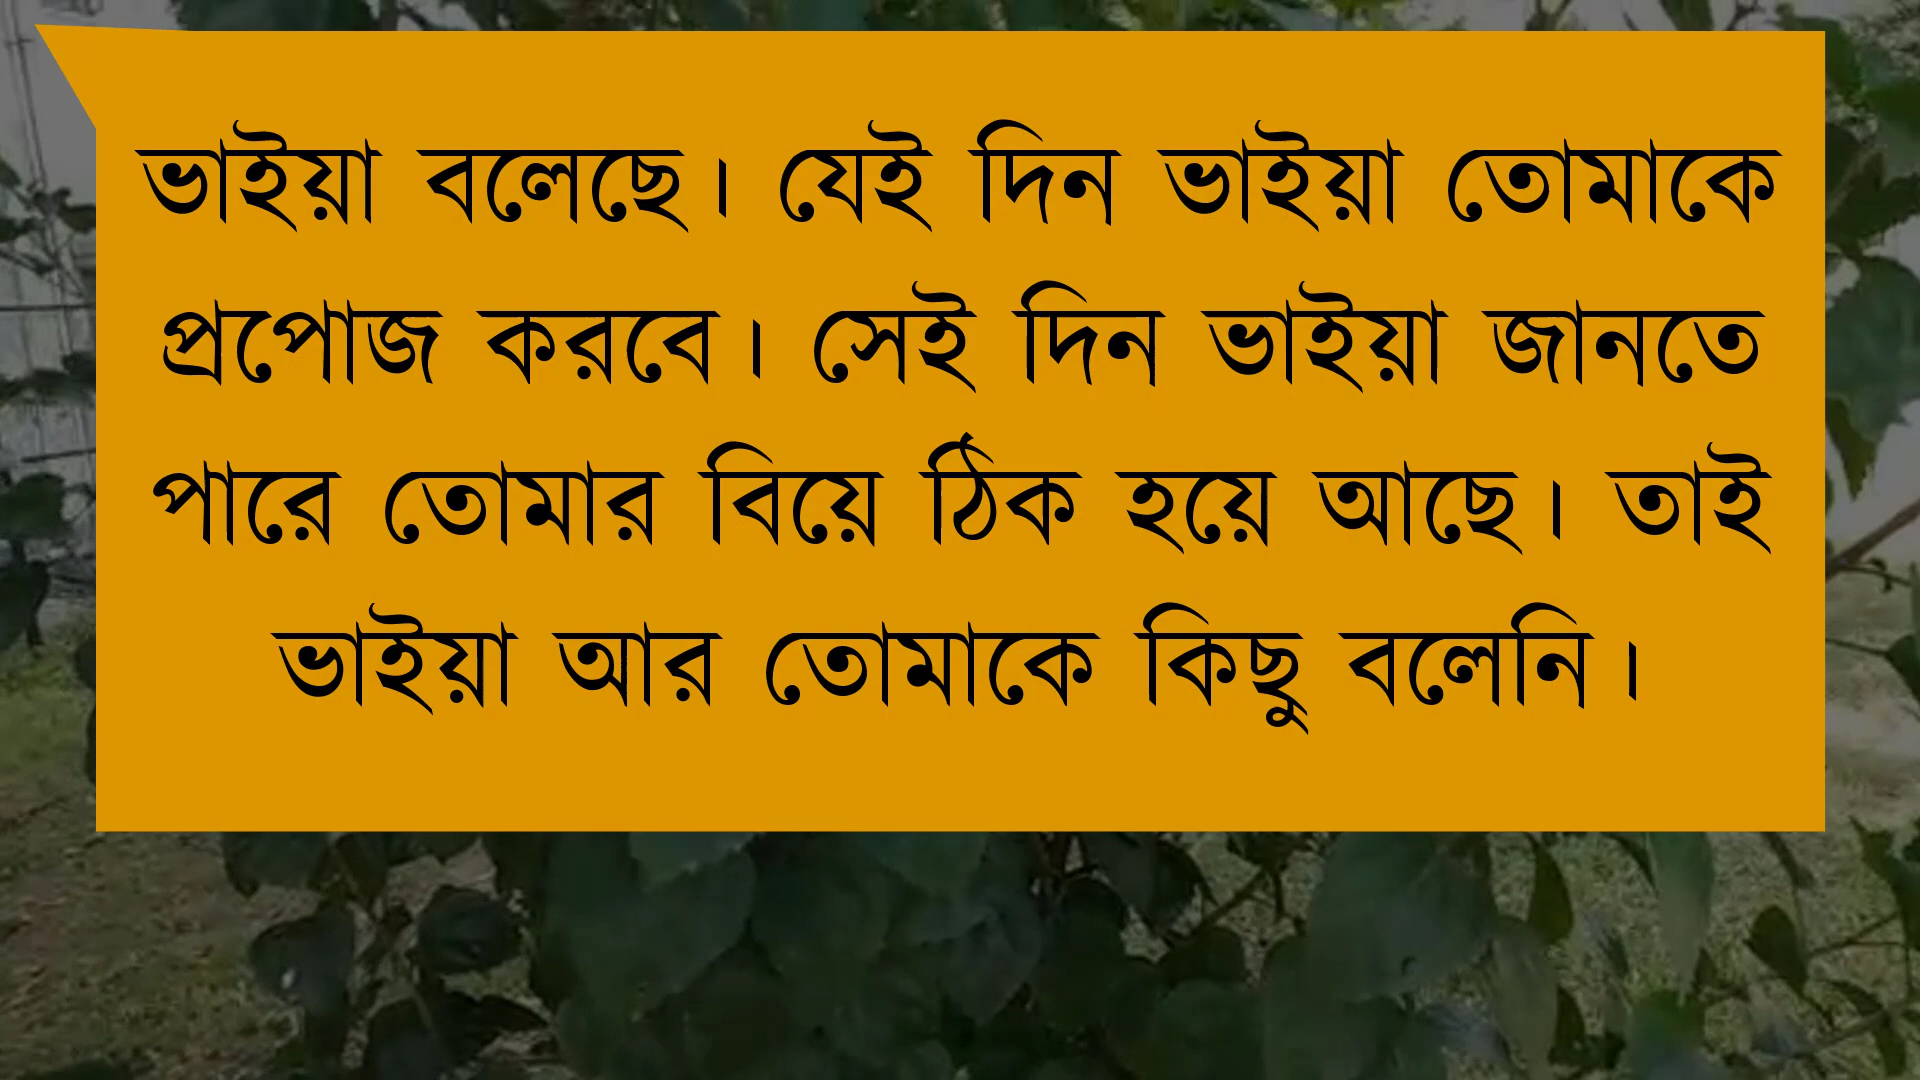 ভাইয়া বলেছে। যেই দিন ভাইয়া তোমাকে
প্রপোজ করবে। সেই দিন ভাইয়া জানতে
পারে তোমার বিয়ে ঠিক হয়ে আছে। তাই
ভাইয়া আর তোমাকে কিছু বলেনি।